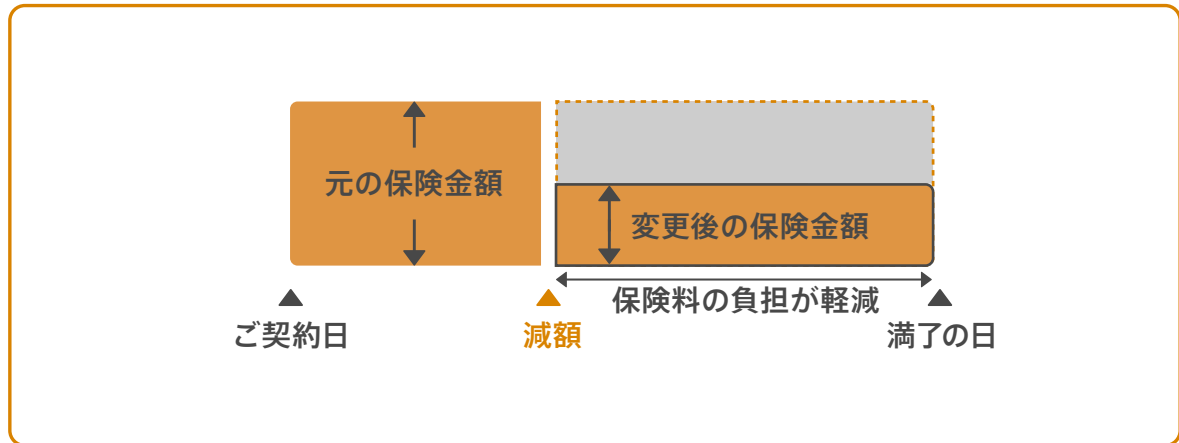 元の保険金額
変更後の保険金額
保険料の負担が軽減
ご契約日
減額
満了の日